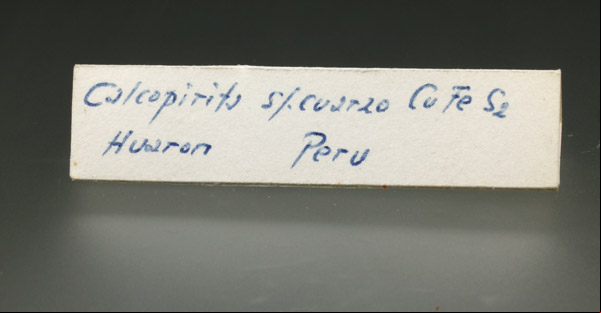 Calcopirita s/.cuarzo CuFeS2
Huaron Peru